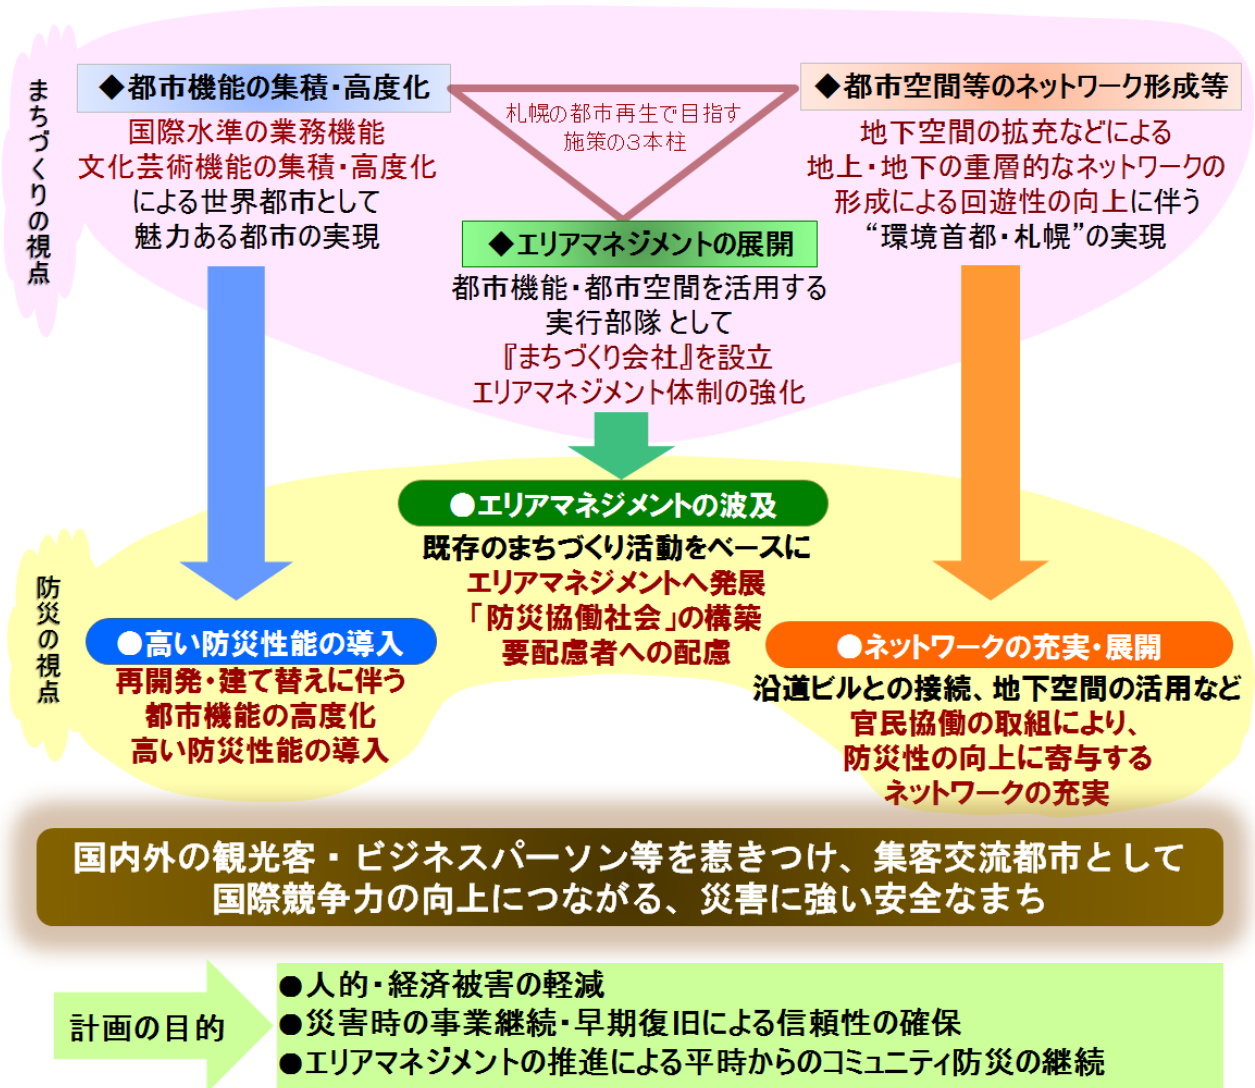 まちづくりの視点
◆都市機能の集積・高度化
国際水準の業務機能
文化芸術機能の集積・高度化
による世界都市として
魅力ある都市の実現
札幌の都市再生で目指す
施策の3本柱
◆都市空間等のネットワーク形成等
地下空間の拡充などによる
地上・地下の重層的なネットワークの
形成による回遊性の向上に伴う
“環境首都・札幌”の実現
◆エリアマネジメントの展開
都市機能・都市空間を活用する
実行部隊として
『まちづくり会社』を設立
エリアマネジメント体制の強化
防災の視点
●エリアマネジメントの波及
既存のまちづくり活動をベースに
エリアマネジメントへ発展
「防災協働社会」の構築
要配慮者への配慮
●高い防災性能の導入
再開発・建て替えに伴う
都市機能の高度化
高い防災性能の導入
●ネットワークの充実・展開
沿道ビルとの接続、地下空間の活用など
官民協働の取組により、
防災性の向上に寄与する
ネットワークの充実
国内外の観光客・ビジネスパーソン等を惹きつけ、集客交流都市として
国際競争力の向上につながる、災害に強い安全なまち
計画の目的
●人的・経済被害の軽減
●災害時の事業継続・早期復旧による信頼性の確保
●エリアマネジメントの推進による平時からのコミュニティ防災の継続